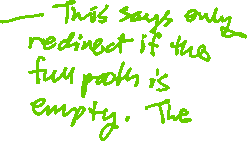 — This says only
redirect if the
full path is
empty. The